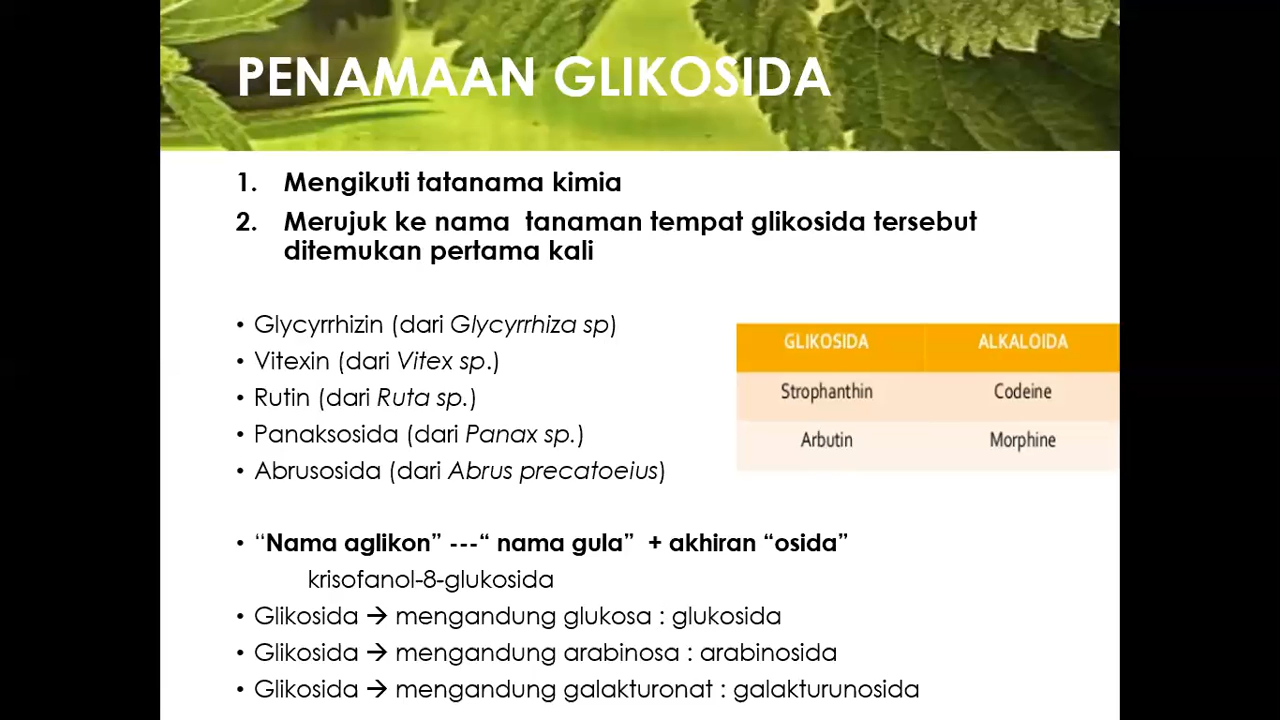 PENAMAAN GLIKOSIDA
1. Mengikuti tatanama kimia
2. Merujuk ke nama tanaman tempat glikosida tersebut
ditemukan pertama kali
• Glycyrrhizin (dari Glycyrrhiza sp)
• Vitexin (dari Vitex sp.)
• Rutin (dari Ruta sp.)
• Panaksosida (dari Panax sp.)
• Abrusosida (dari Abrus precatoeius)
GLIKOSIDA ALKALOIDA
Strophanthin Codeine
Arbutin Morphine
• “Nama aglikon” ---“ nama gula” + akhiran “osida”
krisofanol-8-glukosida
• Glikosida → mengandung glukosa : glukosida
• Glikosida → mengandung arabinosa : arabinosida
• Glikosida → mengandung galakturonat : galakturunosida